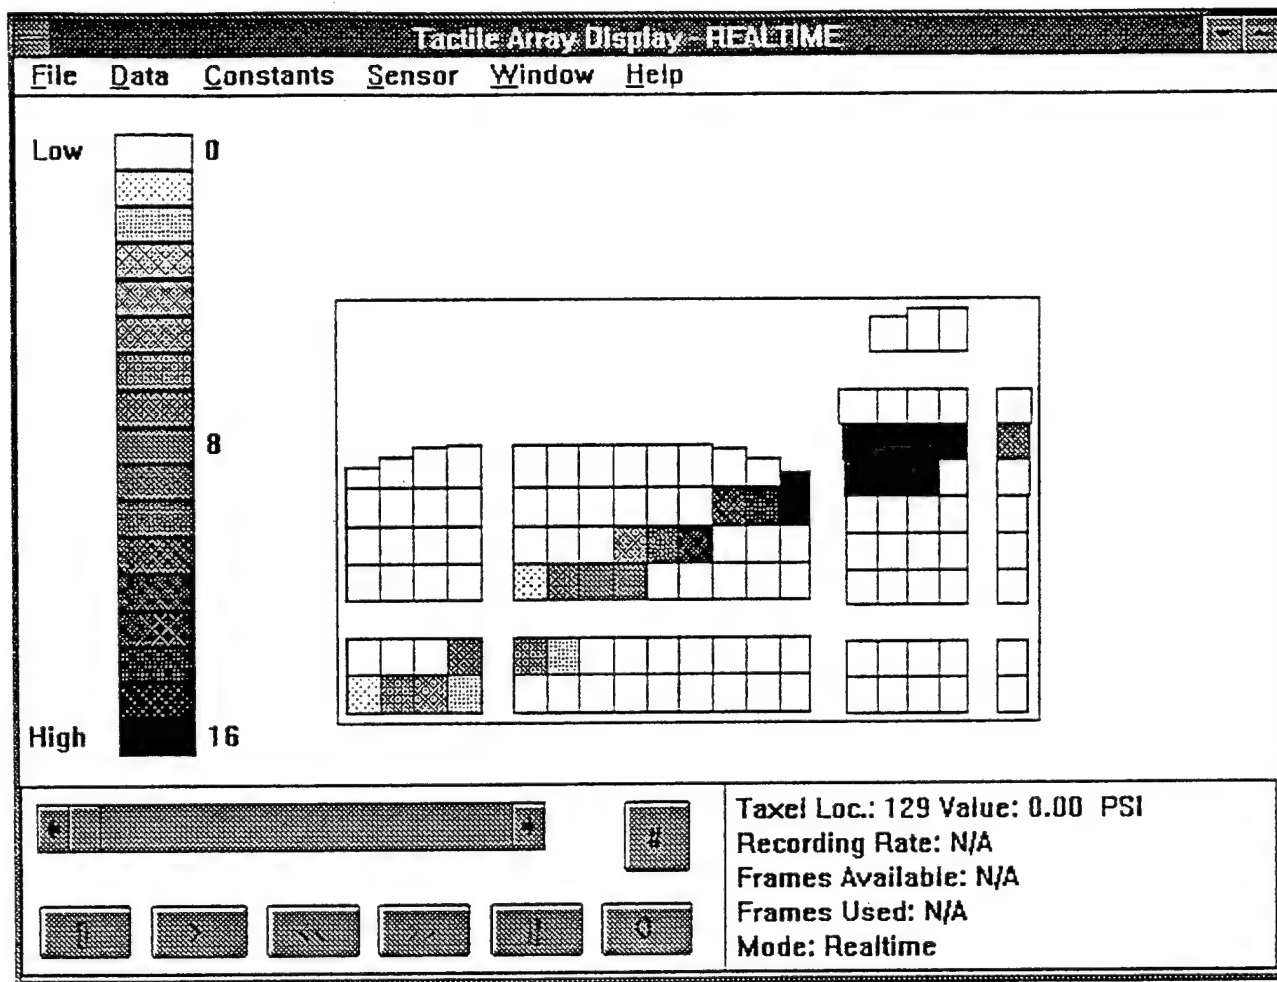 Tactile Array Display - REALTIME
File Data Constants Sensor Window Help
Low 0
8
High 16
#
Taxel Loc.: 129 Value: 0.00 PSI
Recording Rate: N/A
Frames Available: N/A
Frames Used: N/A
Mode: Realtime